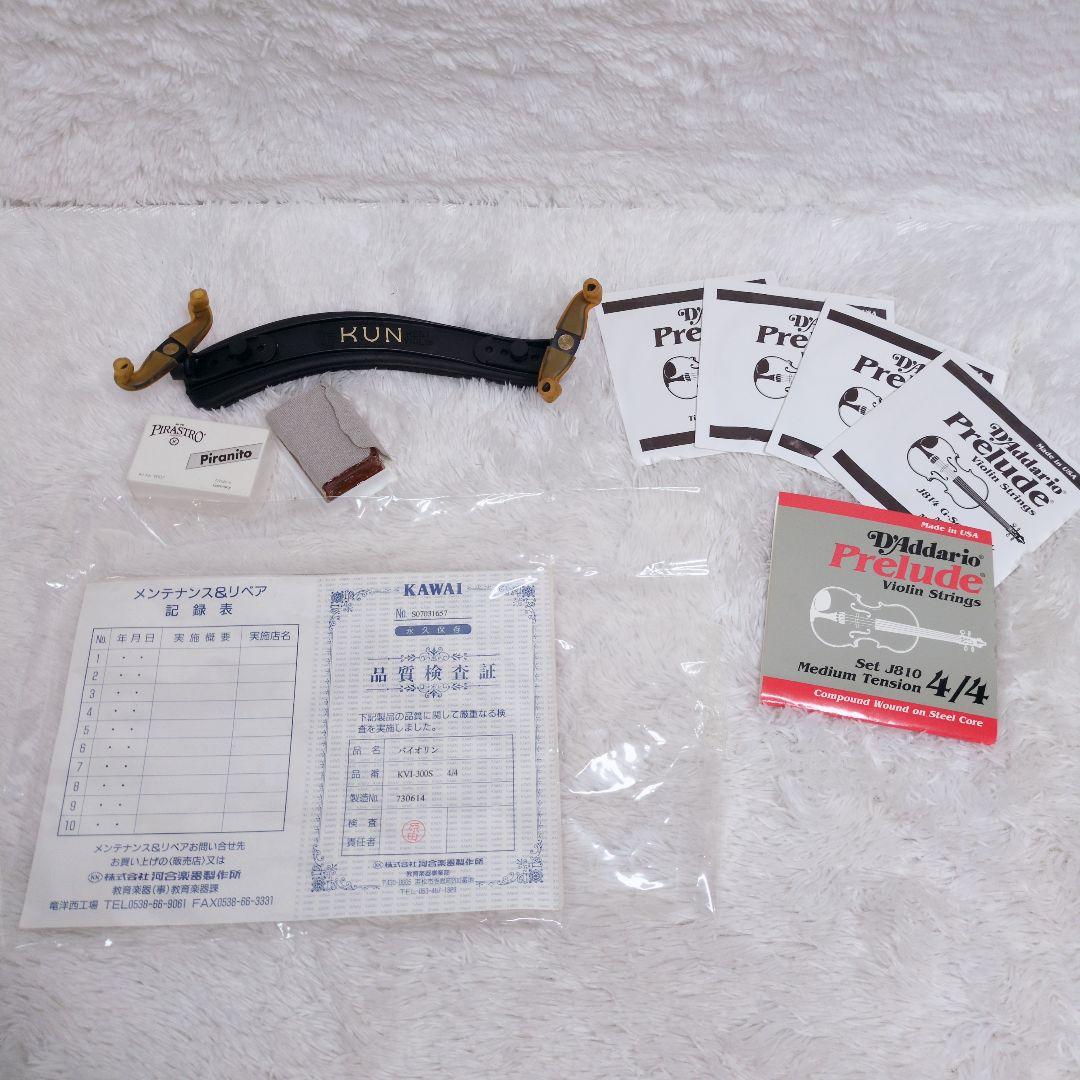 KUN
PIRASTRO
Piranito
Germany
D'Addario
Prelude
D'Addario
Prelude
D'Addario
Prelude
Made in USA
D'Addario
Prelude
Violin Strings
J814 G-S
Made in USA
D'Addario
Prelude
Violin Strings
Set J810
Medium Tension 4/4
Compound Wound on Steel Core
メンテナンス&リペア
記録表
No. 年月日 実施概要 実施店名
1 ・・
2 ・・
3 ・・
4 ・・
5 ・・
6 ・・
7 ・・
8 ・・
9 ・・
10 ・・
メンテナンス&リペアお問い合せ先
お買い上げの〈販売店〉又は
株式会社河合楽器製作所
教育楽器(事)教育楽器課
竜洋西工場 TEL0538-66-9061 FAX0538-66-3331
KAWAI
No. S07031657
永久保存
品質検査証
下記製品の品質に関して厳重なる検
査を実施しました。
品名 バイオリン
品番 KVI-300S 4/4
製造No. 730614
検査
責任者
株式会社河合楽器製作所
教育楽器事業部